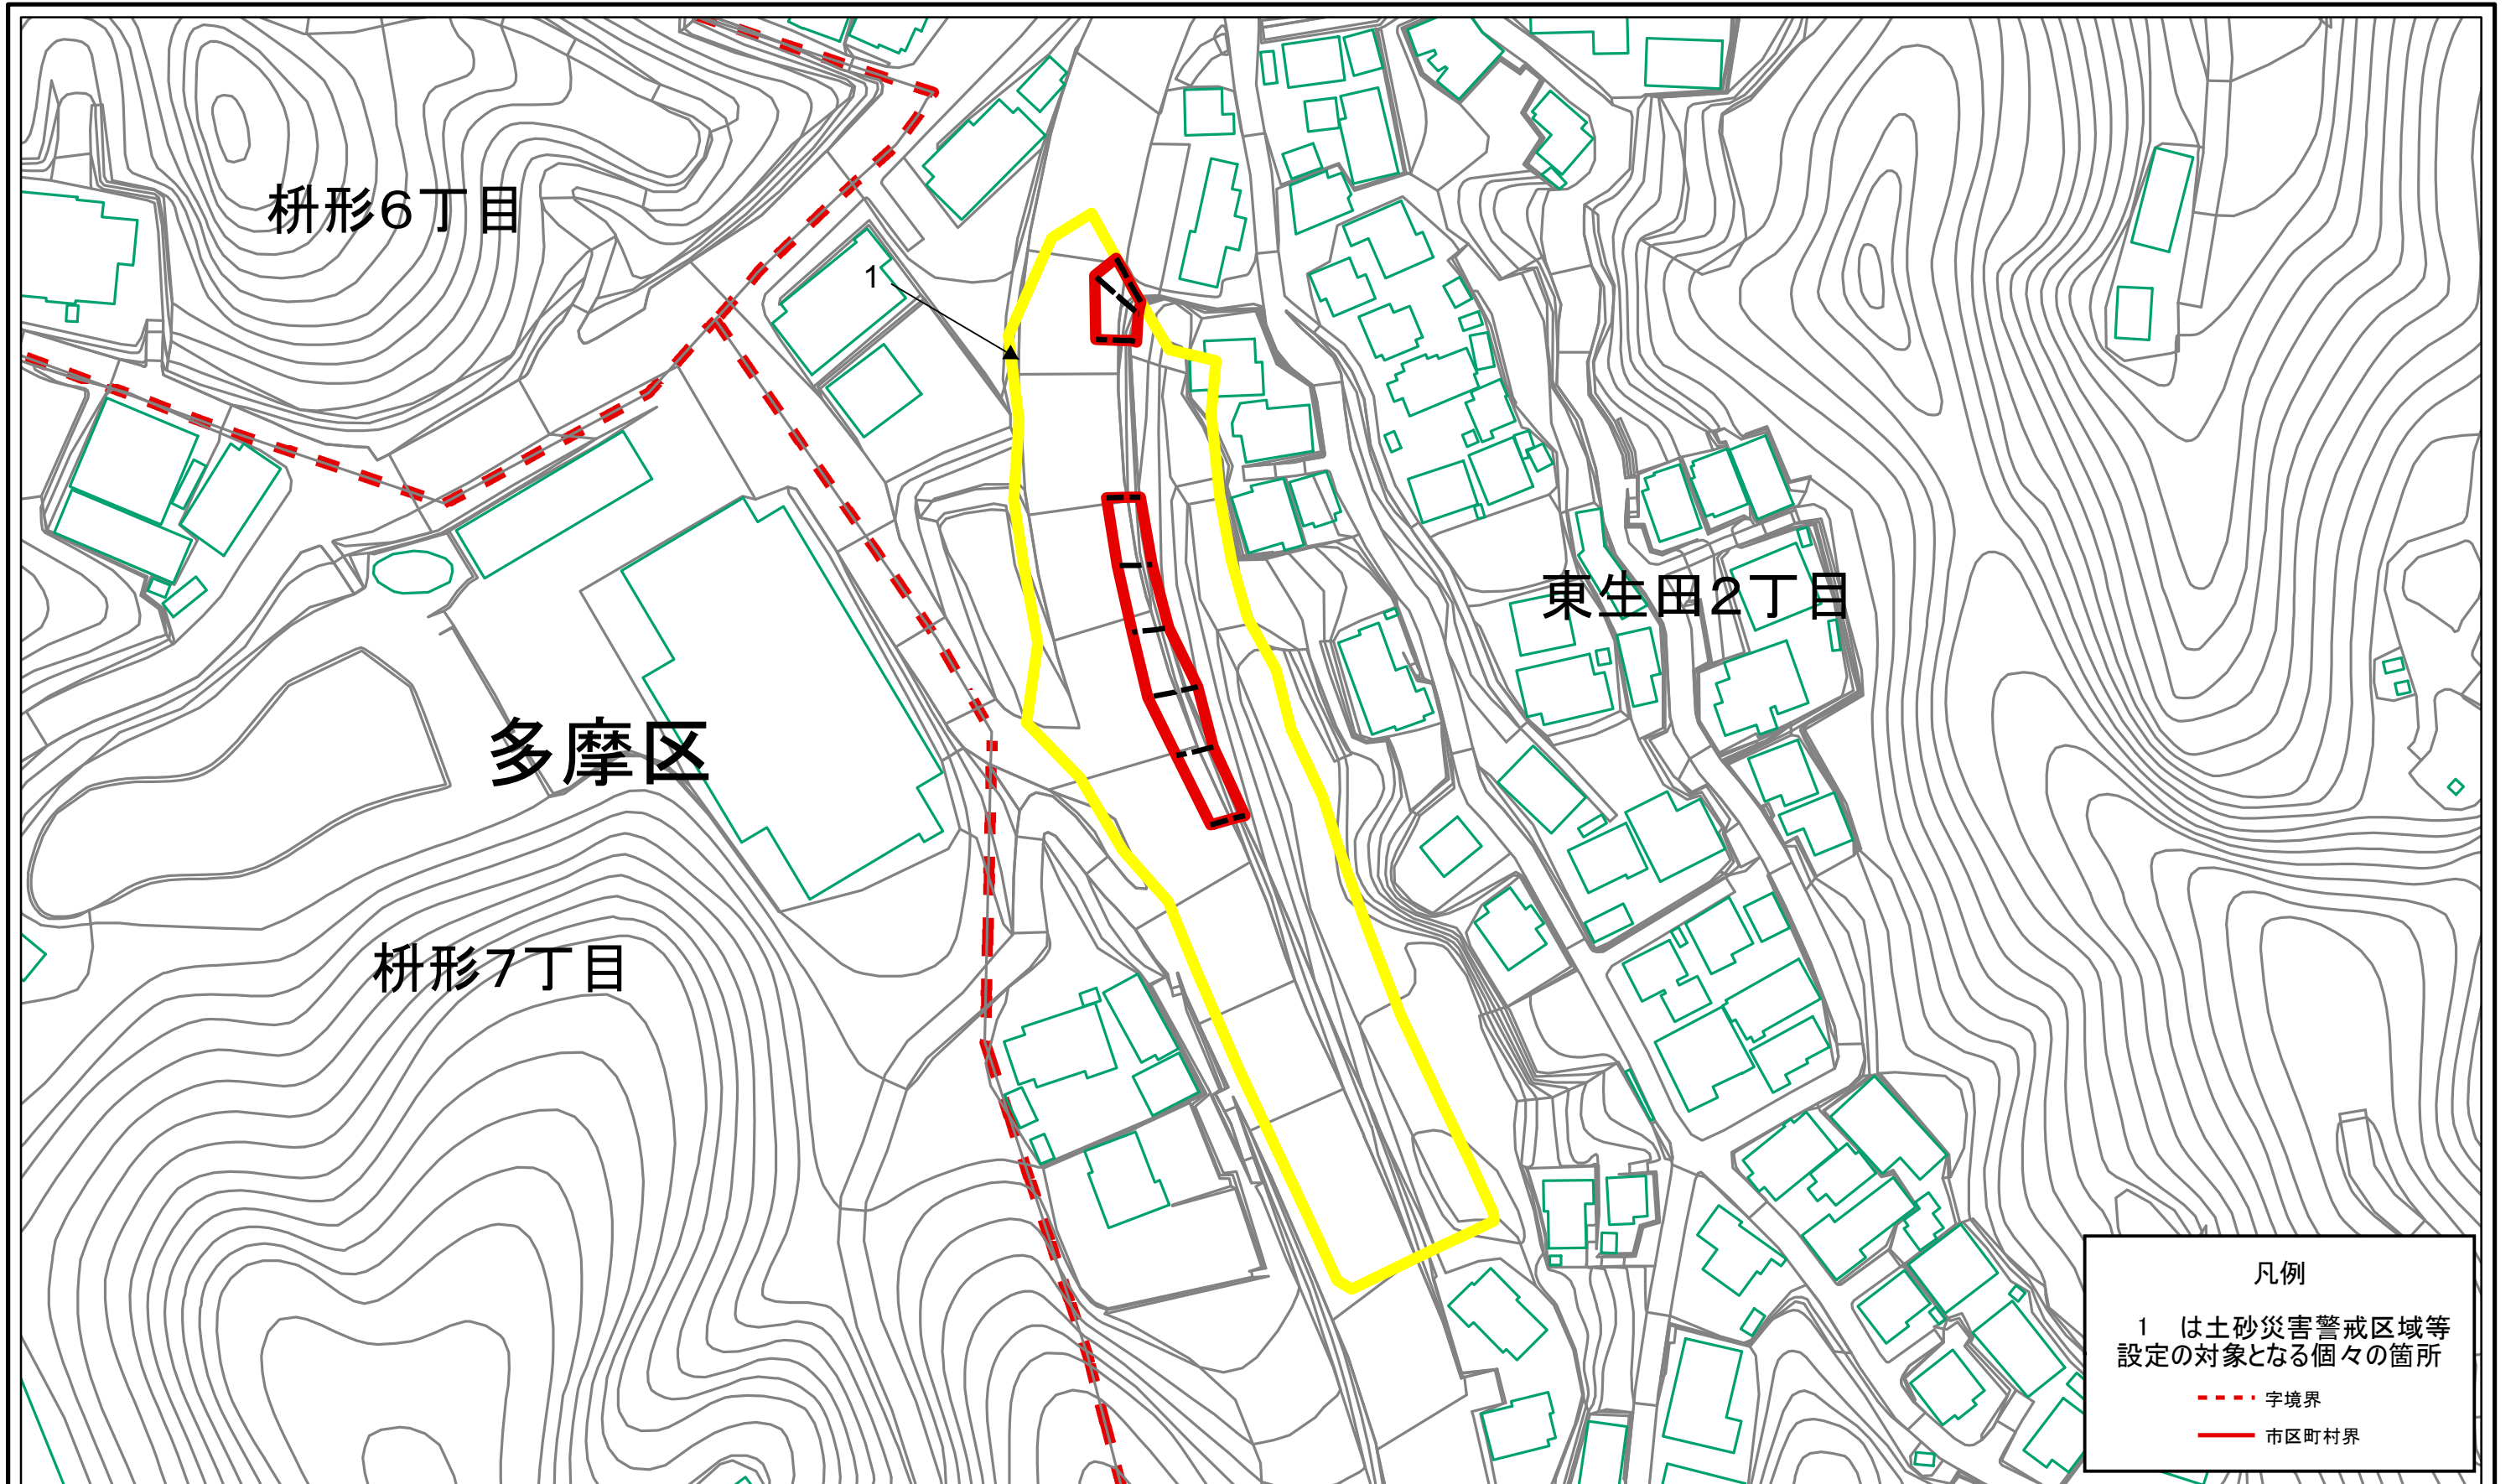 枡形6丁目
1
東生田2丁目
多摩区
枡形7丁目
凡例
1 は土砂災害警戒区域等
設定の対象となる個々の箇所
字境界
市区町村界